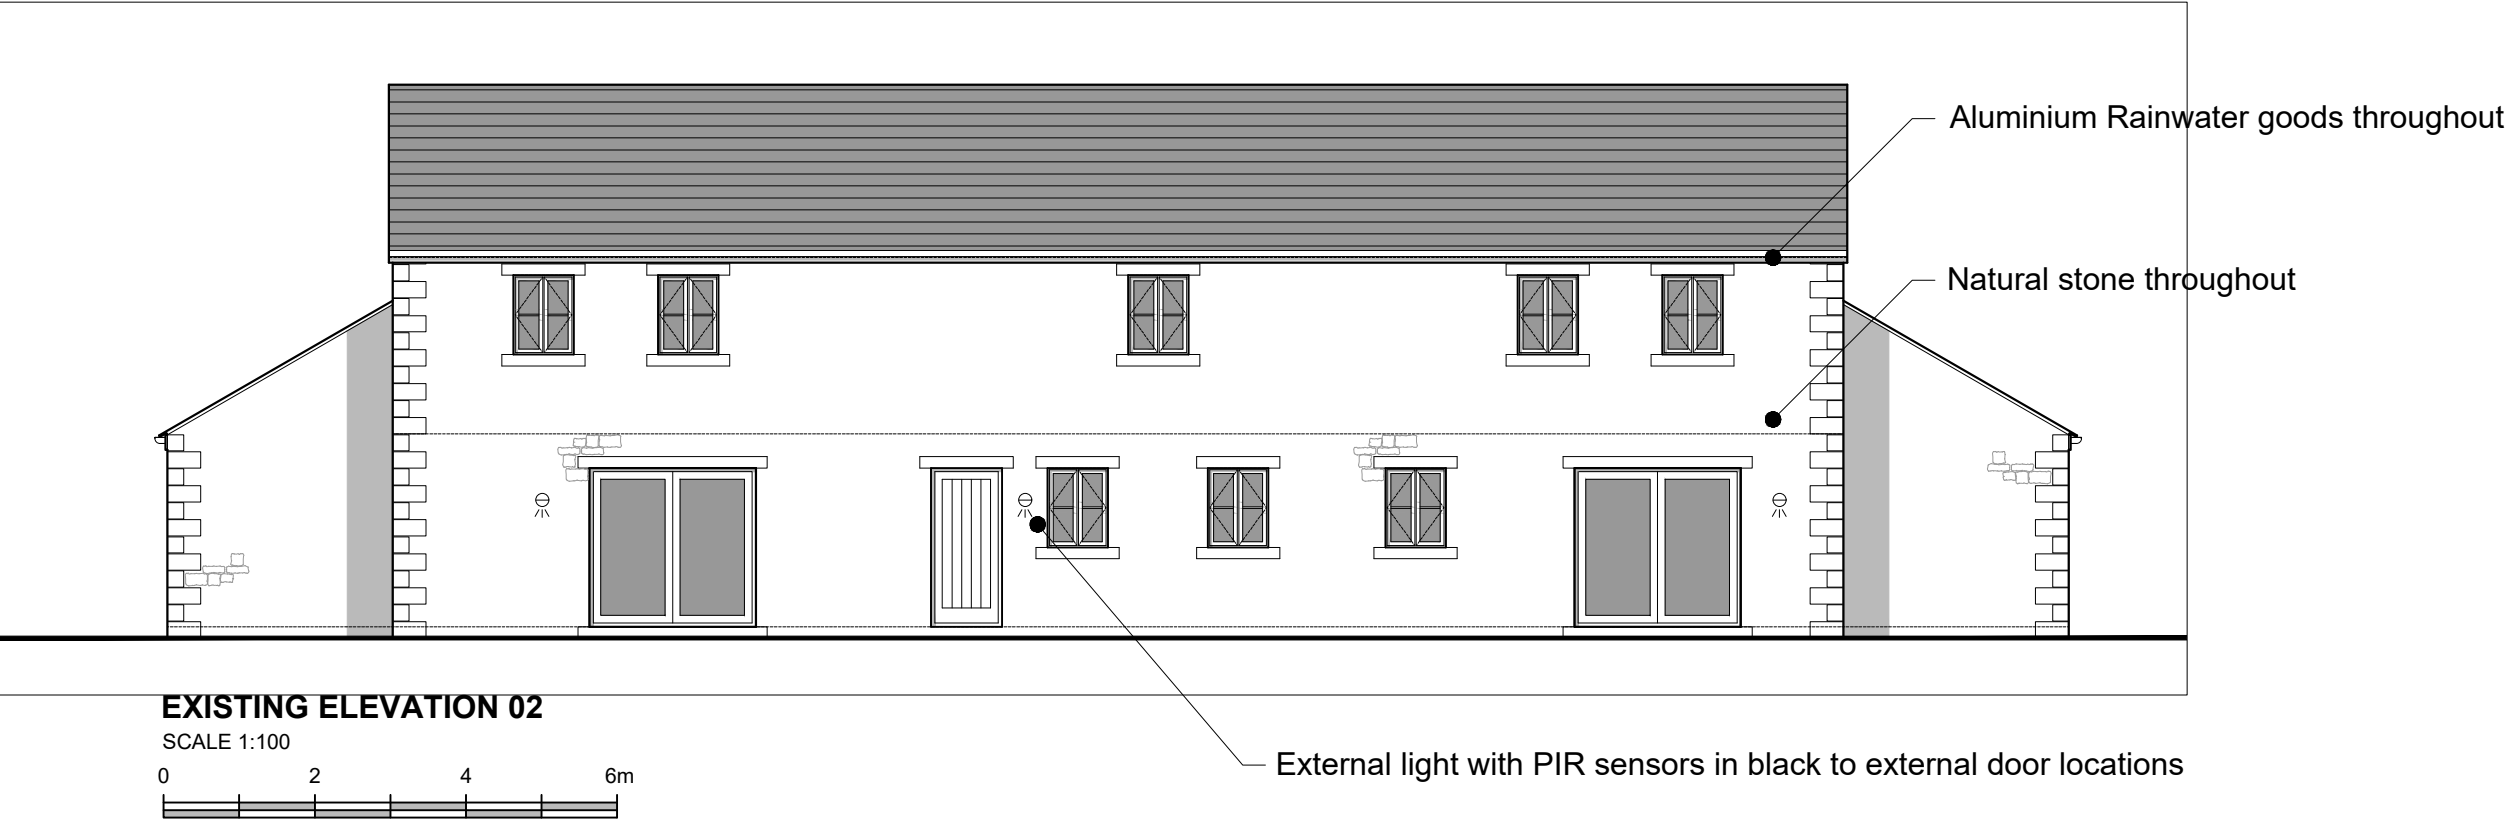 Aluminium Rainwater goods throughout
Natural stone throughout
EXISTING ELEVATION 02
SCALE 1:100
External light with PIR sensors in black to external door locations
0 2 4 6m